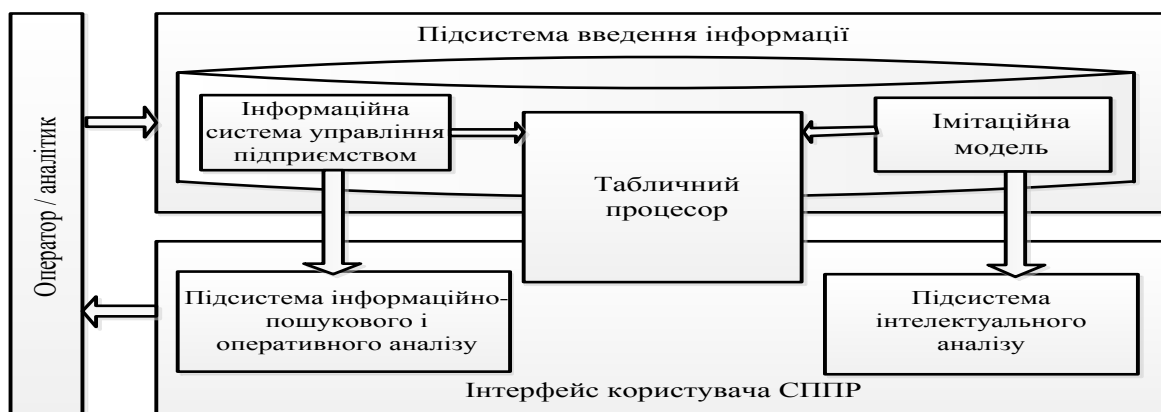 Оператор / аналітик
Підсистема введення інформації
Інформаційна
система управління
підприємством
Табличний
процесор
Імітаційна
модель
Підсистема інформаційно-
пошукового і
оперативного аналізу
Підсистема
інтелектуального
аналізу
Інтерфейс користувача СППР